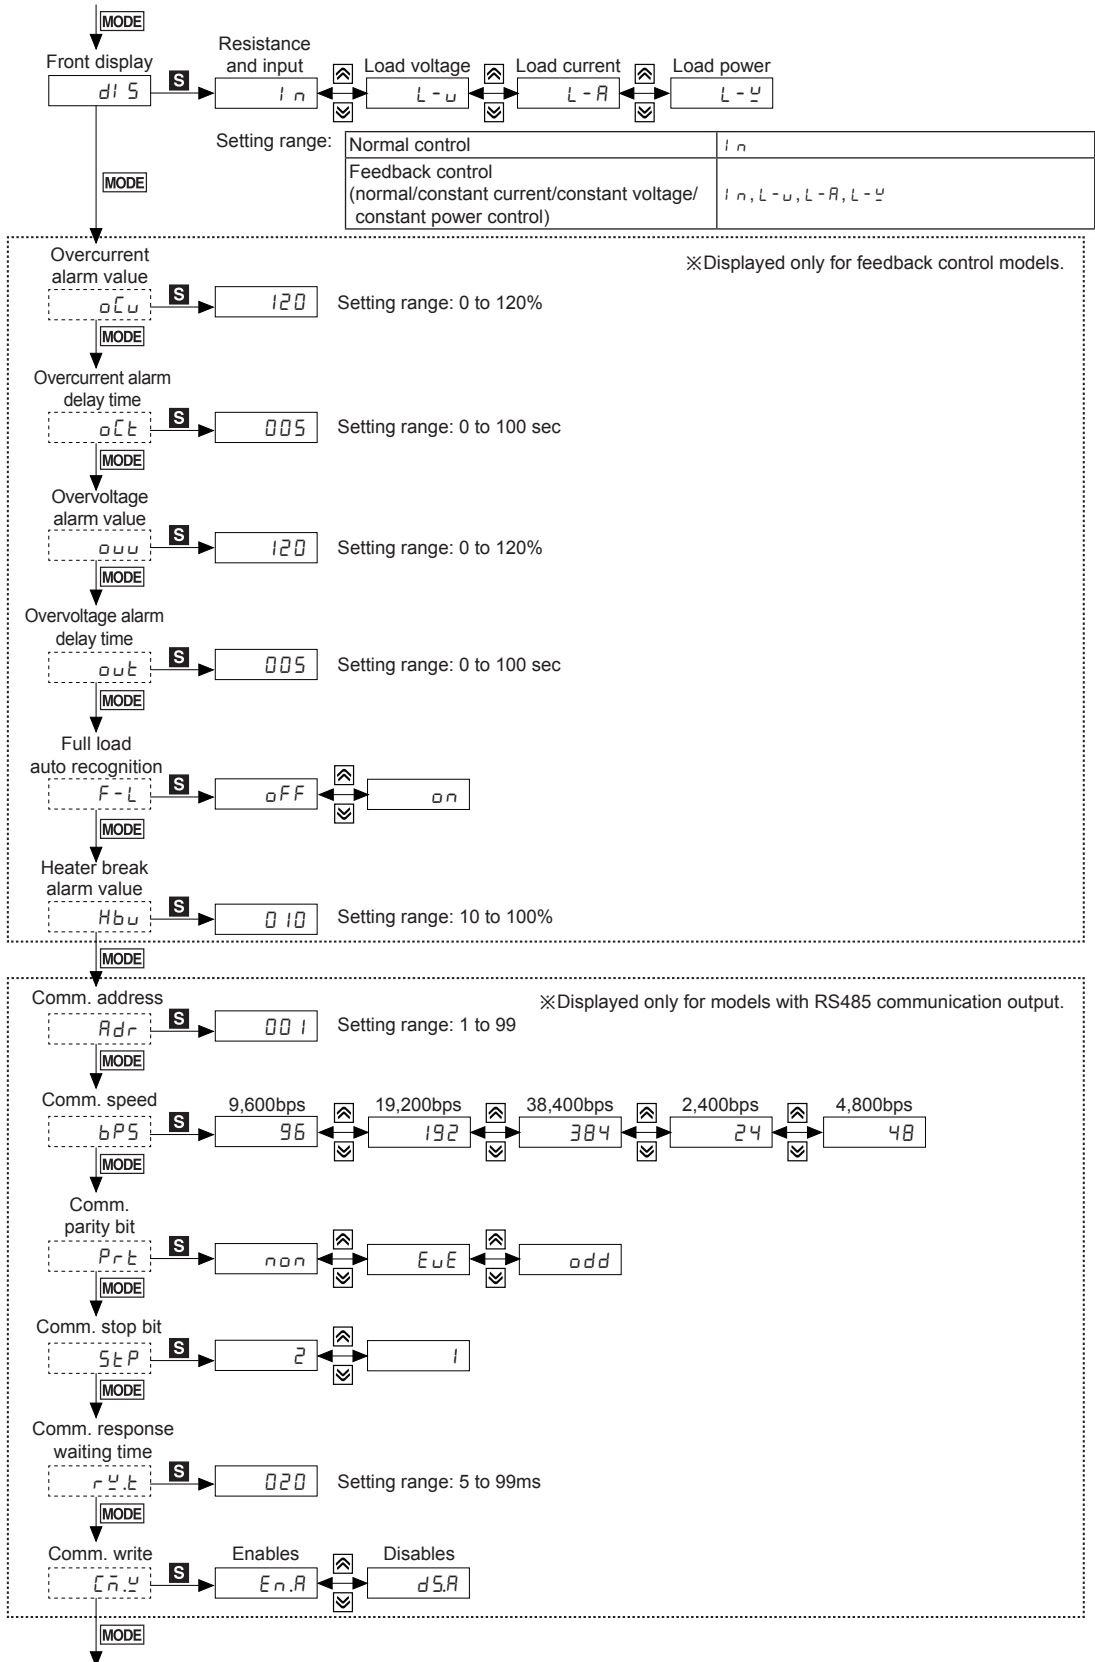 MODE
Front display
dI S
S
Resistance
and input
I n
Load voltage
L-u
Load current
L-A
Load power
L-W
Setting range:
Normal control
I n
Feedback control
(normal/constant current/constant voltage/
constant power control)
I n, L-u, L-A, L-W
MODE
※Displayed only for feedback control models.
Overcurrent
alarm value
oCu
S
120
Setting range: 0 to 120%
MODE
Overcurrent alarm
delay time
oCt
S
005
Setting range: 0 to 100 sec
MODE
Overvoltage
alarm value
ouu
S
120
Setting range: 0 to 120%
MODE
Overvoltage alarm
delay time
out
S
005
Setting range: 0 to 100 sec
MODE
Full load
auto recognition
F-L
S
oFF
on
MODE
Heater break
alarm value
Hbu
S
010
Setting range: 10 to 100%
MODE
※Displayed only for models with RS485 communication output.
Comm. address
Adr
S
001
Setting range: 1 to 99
MODE
Comm. speed
bPS
S
9,600bps
96
19,200bps
192
38,400bps
384
2,400bps
24
4,800bps
48
MODE
Comm.
parity bit
Prt
S
non
EuE
odd
MODE
Comm. stop bit
StP
S
2
1
MODE
Comm. response
waiting time
rW.t
S
020
Setting range: 5 to 99ms
MODE
Comm. write
Cm.W
S
Enables
En.A
Disables
dS.A
MODE